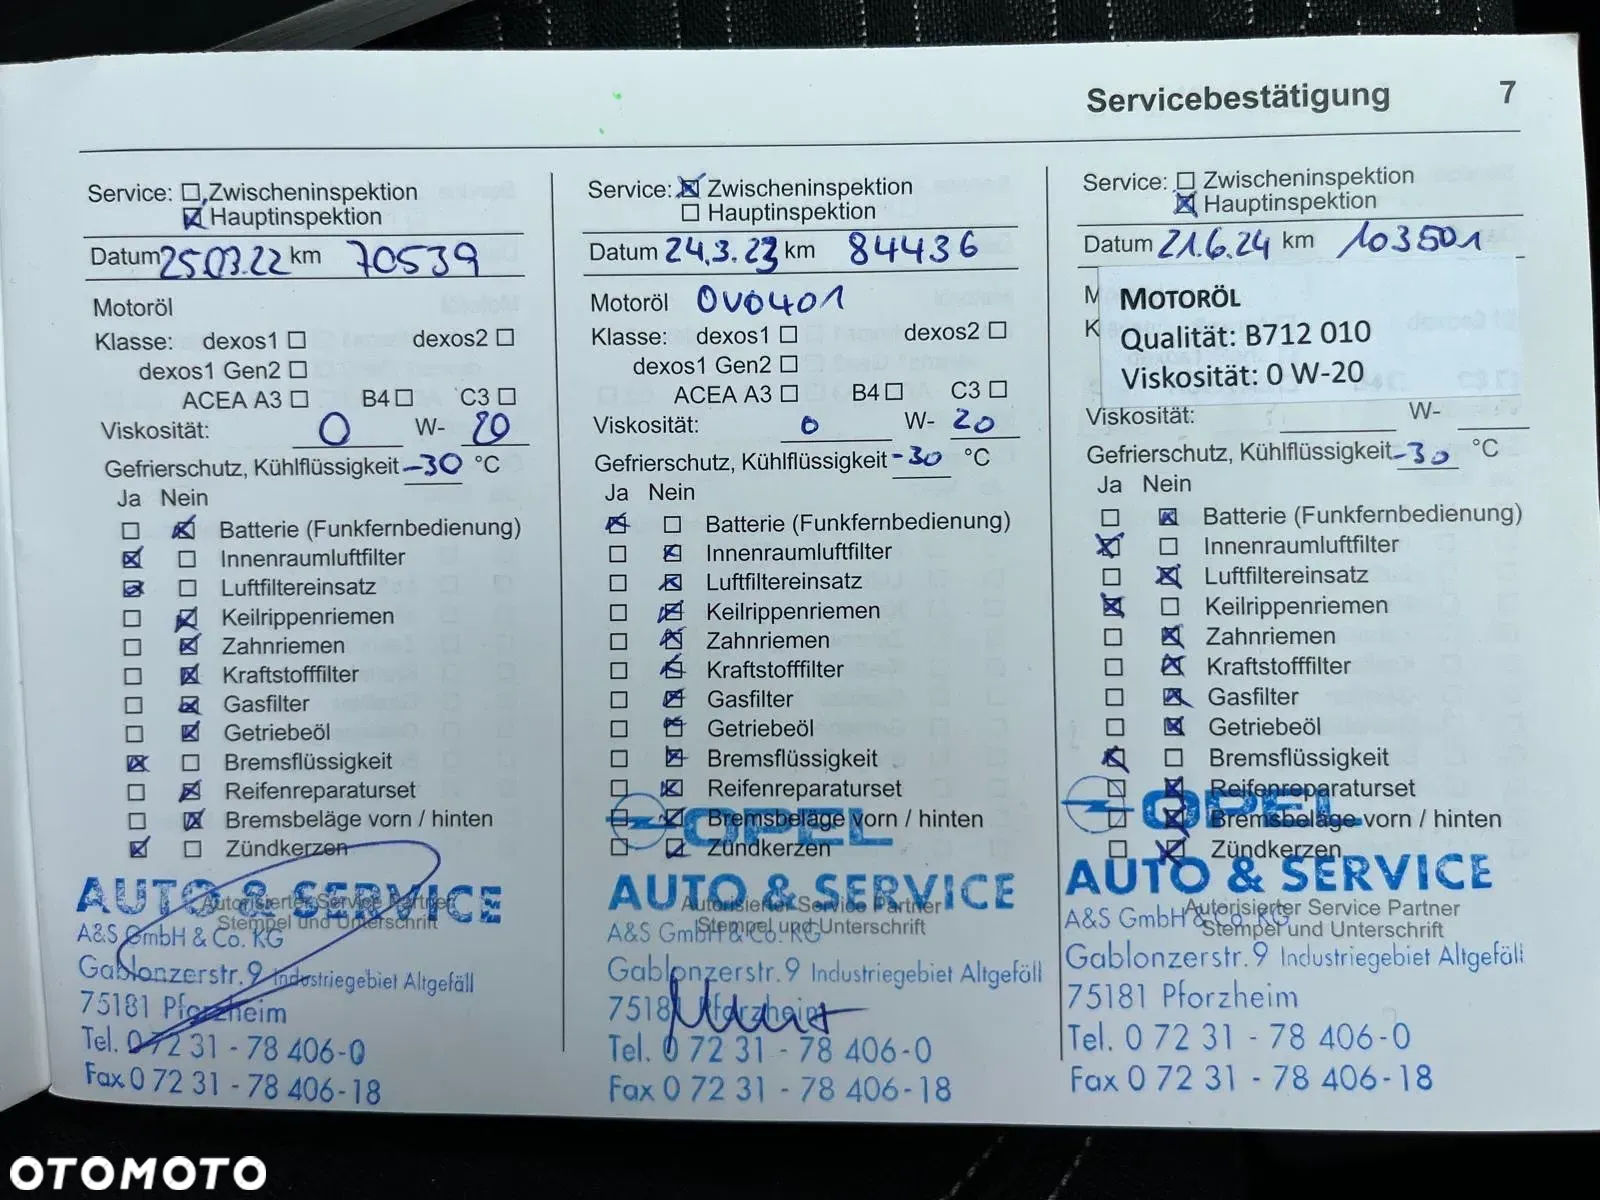 Servicebestätigung 7
Service: Zwischeninspektion
Hauptinspektion
Datum 25.03.22 km 70539
Motoröl
Klasse: dexos1 dexos2
dexos1 Gen2
ACEA A3 B4 C3
Viskosität: 0 W- 20
Gefrierschutz, Kühlflüssigkeit -30 °C
Ja Nein
Batterie (Funkfernbedienung)
Innenraumluftfilter
Luftfiltereinsatz
Keilrippenriemen
Zahnriemen
Kraftstofffilter
Gasfilter
Getriebeöl
Bremsflüssigkeit
Reifenreparaturset
Bremsbeläge vorn / hinten
Zündkerzen
AUTO & SERVICE
Autorisierter Service Partner
Stempel und Unterschrift
A&S GmbH & Co. KG
Gablonzerstr. 9 Industriegebiet Altgefäll
75181 Pforzheim
Tel. 0 72 31 - 78 406-0
Fax 0 72 31 - 78 406-18
Service: Zwischeninspektion
Hauptinspektion
Datum 24.3.23 km 84436
Motoröl OV0401
Klasse: dexos1 dexos2
dexos1 Gen2
ACEA A3 B4 C3
Viskosität: 0 W- 20
Gefrierschutz, Kühlflüssigkeit -30 °C
Ja Nein
Batterie (Funkfernbedienung)
Innenraumluftfilter
Luftfiltereinsatz
Keilrippenriemen
Zahnriemen
Kraftstofffilter
Gasfilter
Getriebeöl
Bremsflüssigkeit
Reifenreparaturset
Bremsbeläge vorn / hinten
OPEL
Zündkerzen
AUTO & SERVICE
Autorisierter Service Partner
Stempel und Unterschrift
A&S GmbH & Co. KG
Gablonzerstr. 9 Industriegebiet Altgefäll
75181 Pforzheim
Tel. 0 72 31 - 78 406-0
Fax 0 72 31 - 78 406-18
Service: Zwischeninspektion
Hauptinspektion
Datum 21.6.24 km 103501
M
K
MOTORÖL
Qualität: B712 010
Viskosität: 0 W-20
Viskosität: W-
Gefrierschutz, Kühlflüssigkeit -30 °C
Ja Nein
Batterie (Funkfernbedienung)
Innenraumluftfilter
Luftfiltereinsatz
Keilrippenriemen
Zahnriemen
Kraftstofffilter
Gasfilter
Getriebeöl
Bremsflüssigkeit
Reifenreparaturset
OPEL
Bremsbeläge vorn / hinten
Zündkerzen
AUTO & SERVICE
Autorisierter Service Partner
Stempel und Unterschrift
A&S GmbH & Co. KG
Gablonzerstr. 9 Industriegebiet Altgefäll
75181 Pforzheim
Tel. 0 72 31 - 78 406-0
Fax 0 72 31 - 78 406-18
OTOMOTO